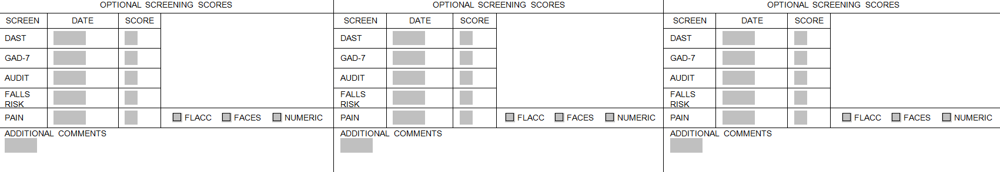 OPTIONAL SCREENING SCORES
SCREEN DATE SCORE
DAST
GAD-7
AUDIT
FALLS
RISK
PAIN FLACC FACES NUMERIC
ADDITIONAL COMMENTS
OPTIONAL SCREENING SCORES
SCREEN DATE SCORE
DAST
GAD-7
AUDIT
FALLS
RISK
PAIN FLACC FACES NUMERIC
ADDITIONAL COMMENTS
OPTIONAL SCREENING SCORES
SCREEN DATE SCORE
DAST
GAD-7
AUDIT
FALLS
RISK
PAIN FLACC FACES NUMERIC
ADDITIONAL COMMENTS